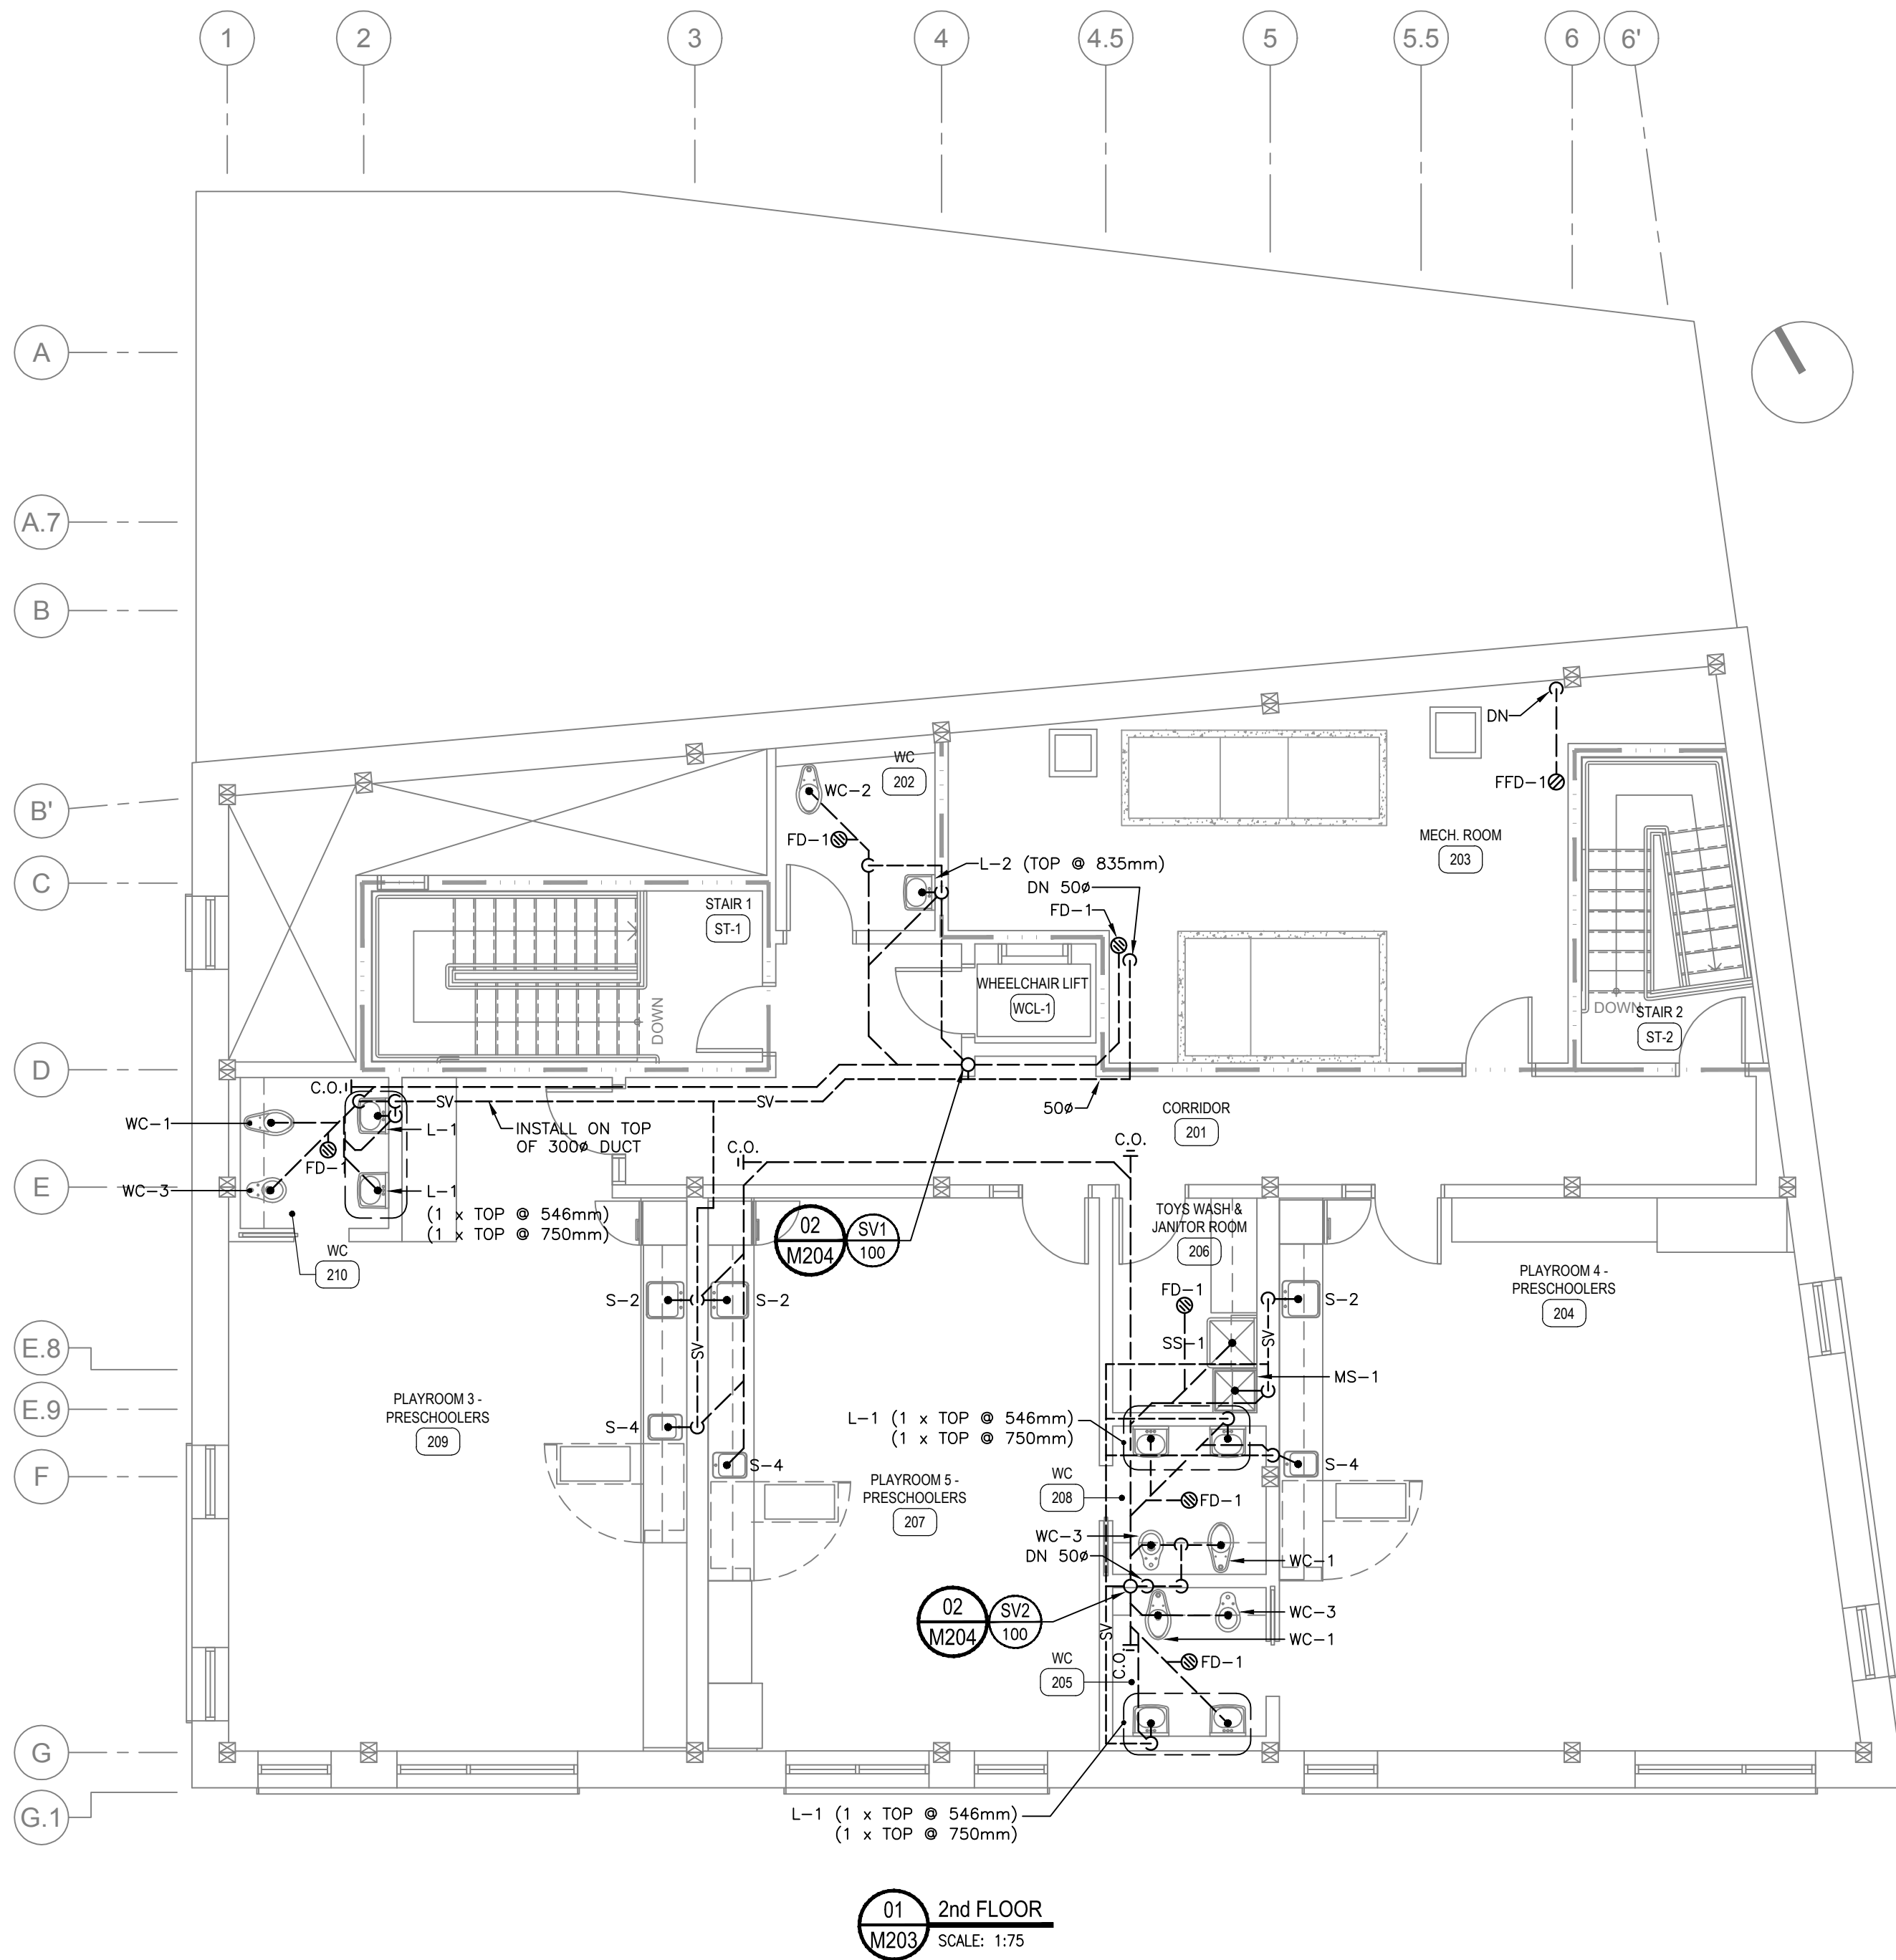 1
2
3
4
4.5
5
5.5
6
6'
A
A.7
B
B'
C
D
E
E.8
E.9
F
G
G.1
DN
WC
202
WC-2
FD-1
FFD-1
MECH. ROOM
203
L-2 (TOP @ 835mm)
DN 50ø
FD-1
STAIR 1
ST-1
DOWN
WHEELCHAIR LIFT
WCL-1
DOWN
STAIR 2
ST-2
C.O.
SV
SV
50ø
CORRIDOR
201
WC-1
L-1
INSTALL ON TOP
OF 300ø DUCT
FD-1
C.O.
C.O.
WC-3
L-1
(1 x TOP @ 546mm)
(1 x TOP @ 750mm)
WC
210
02
M204
SV1
100
TOYS WASH &
JANITOR ROOM
206
PLAYROOM 4 -
PRESCHOOLERS
204
S-2
S-2
FD-1
S-2
SV
SS-1
SV
MS-1
PLAYROOM 3 -
PRESCHOOLERS
209
S-4
L-1 (1 x TOP @ 546mm)
(1 x TOP @ 750mm)
S-4
S-4
PLAYROOM 5 -
PRESCHOOLERS
207
WC
208
FD-1
WC-3
DN 50ø
WC-1
02
M204
SV2
100
WC-3
SV
WC-1
C.O.
WC
205
FD-1
L-1 (1 x TOP @ 546mm)
(1 x TOP @ 750mm)
01
M203
2nd FLOOR
SCALE: 1:75